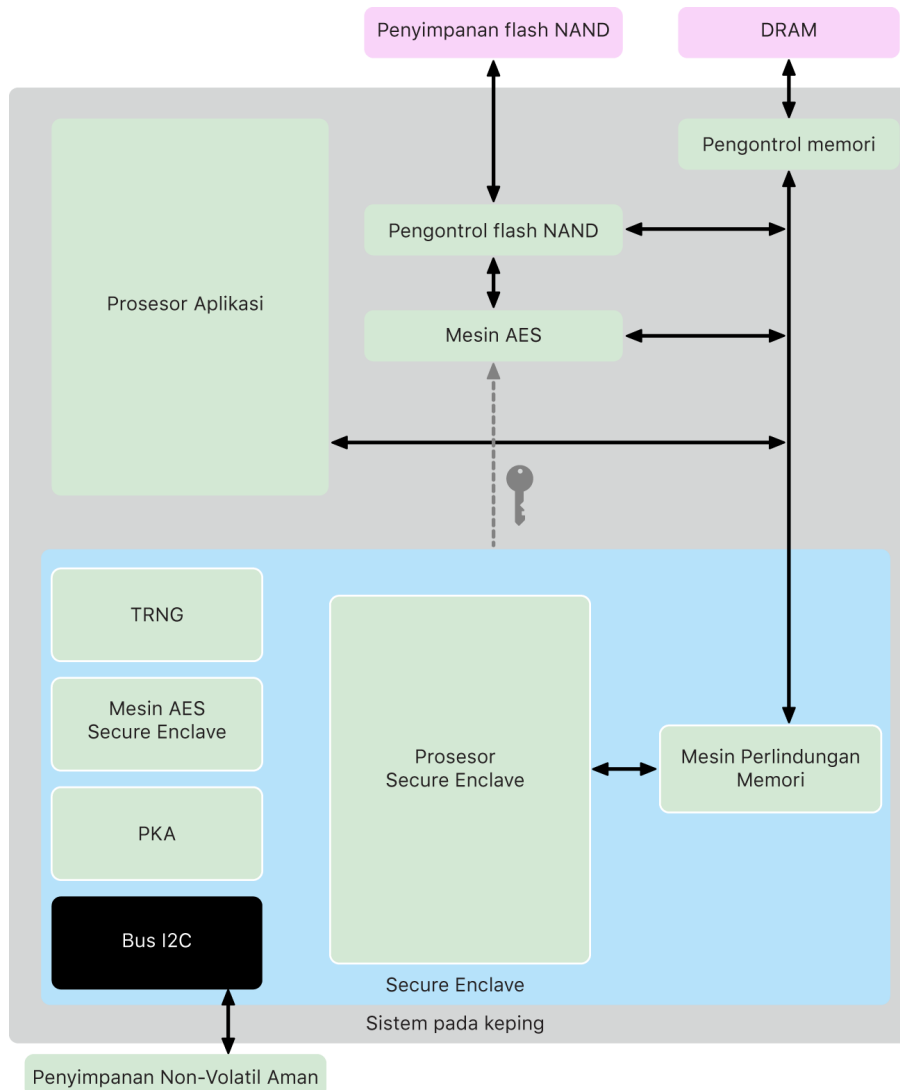 Penyimpanan flash NAND
DRAM
Pengontrol memori
Pengontrol flash NAND
Prosesor Aplikasi
Mesin AES
TRNG
Mesin AES
Secure Enclave
Prosesor
Secure Enclave
Mesin Perlindungan
Memori
PKA
Bus I2C
Secure Enclave
Sistem pada keping
Penyimpanan Non-Volatil Aman